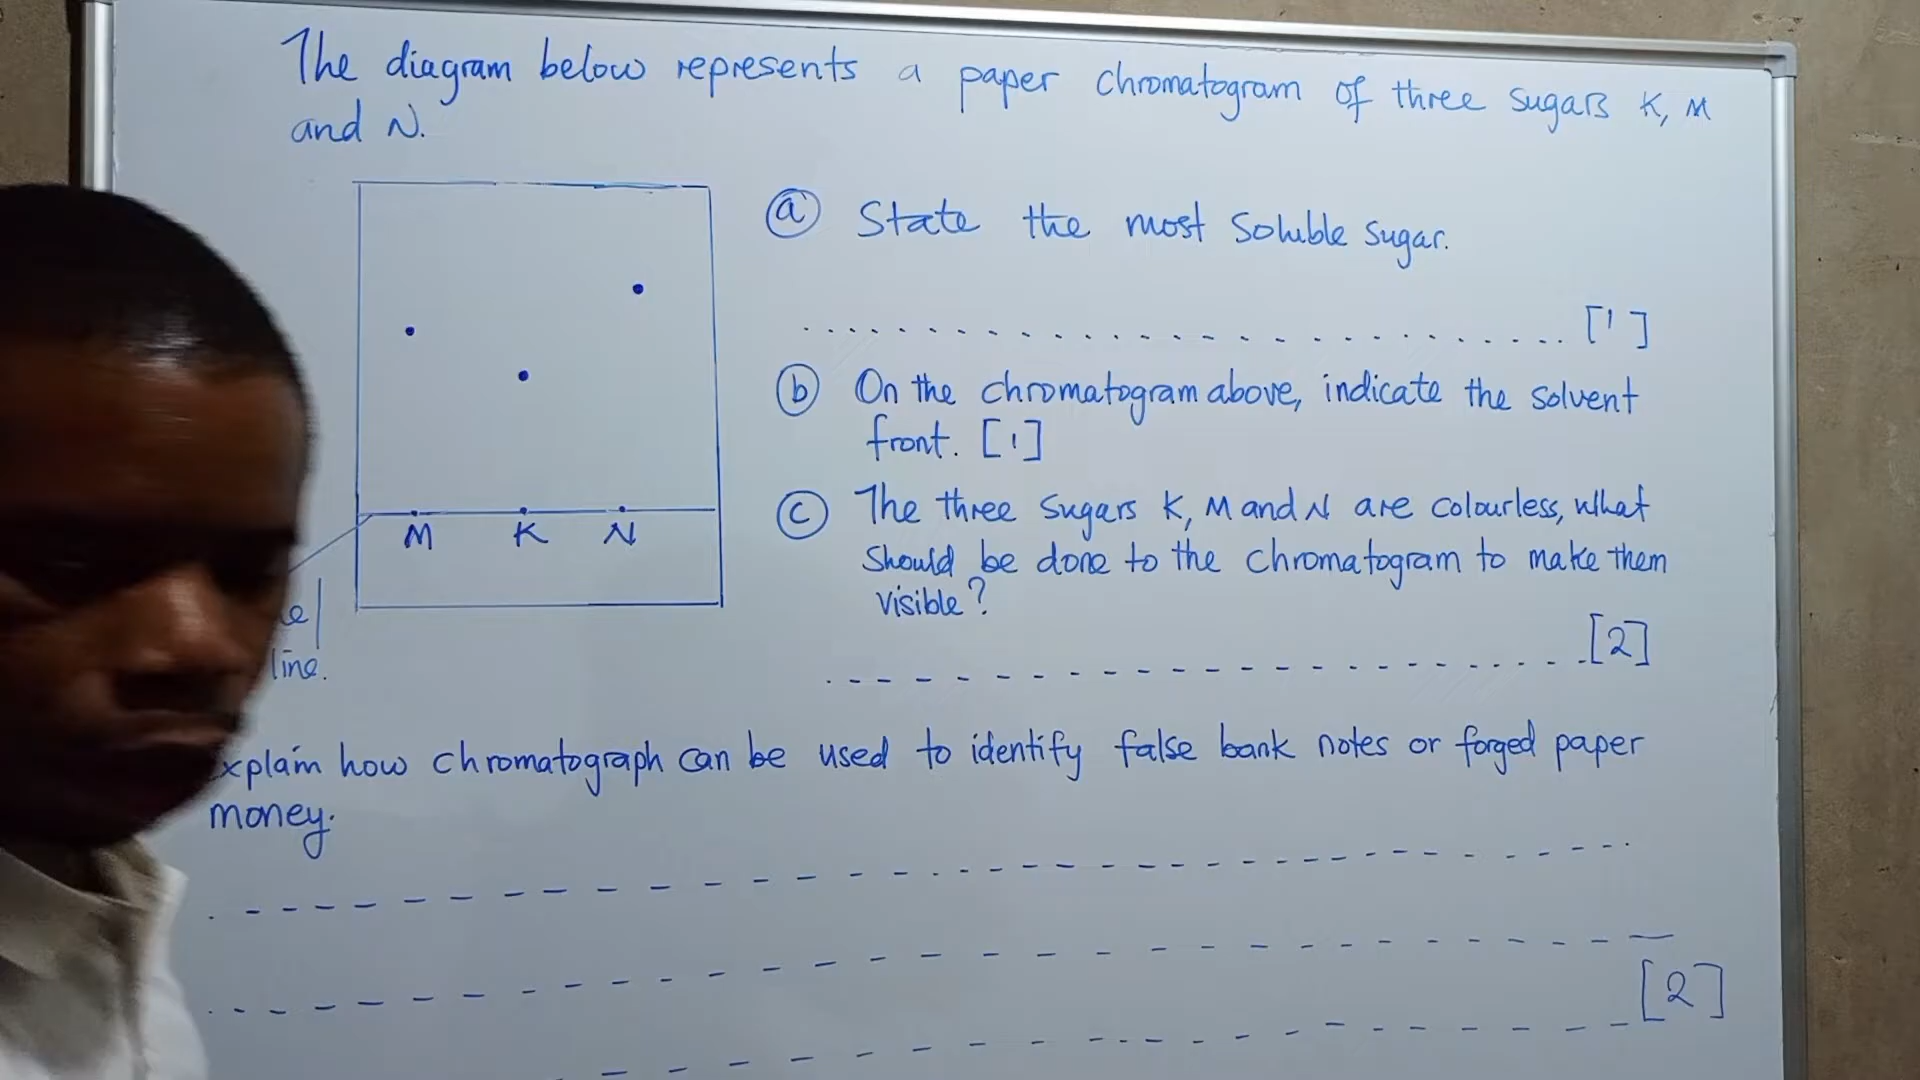 The diagram below represents a paper chromatogram of three sugars K, M
and N.
(a) State the most soluble sugar.
[1]
(b) On the chromatogram above, indicate the solvent
front. [1]
(c) The three sugars K, M and N are colourless, what
should be done to the chromatogram to make them
visible?
[2]
M K N
line.
xplain how chromatograph can be used to identify false bank notes or forged paper
money.
[2]